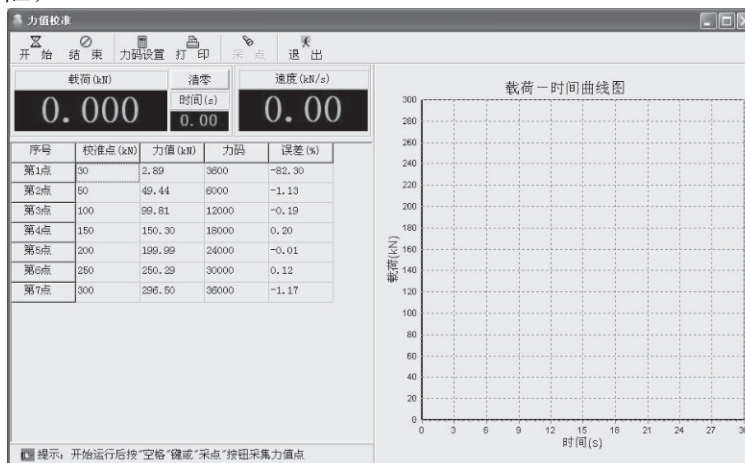 力值校准
开 始 结 束 力码设置 打 印 采 点 退 出
载荷(kN) 清零 速度(kN/s)
0.000 时间(s) 0.00
0.00
序号 校准点(kN) 力值(kN) 力码 误差(%)
第1点 30 2.89 3600 -82.30
第2点 50 49.44 6000 -1.13
第3点 100 99.81 12000 -0.19
第4点 150 150.30 18000 0.20
第5点 200 199.99 24000 -0.01
第6点 250 250.29 30000 0.12
第7点 300 296.50 36000 -1.17
提示:开始运行后按"空格"键或"采点"按钮采集力值点
载荷－时间曲线图
300
280
260
240
220
200
180
160
140
120
100
80
60
40
20
0
载荷(kN)
0 3 6 9 12 15 18 21 24 27 30
时间(s)